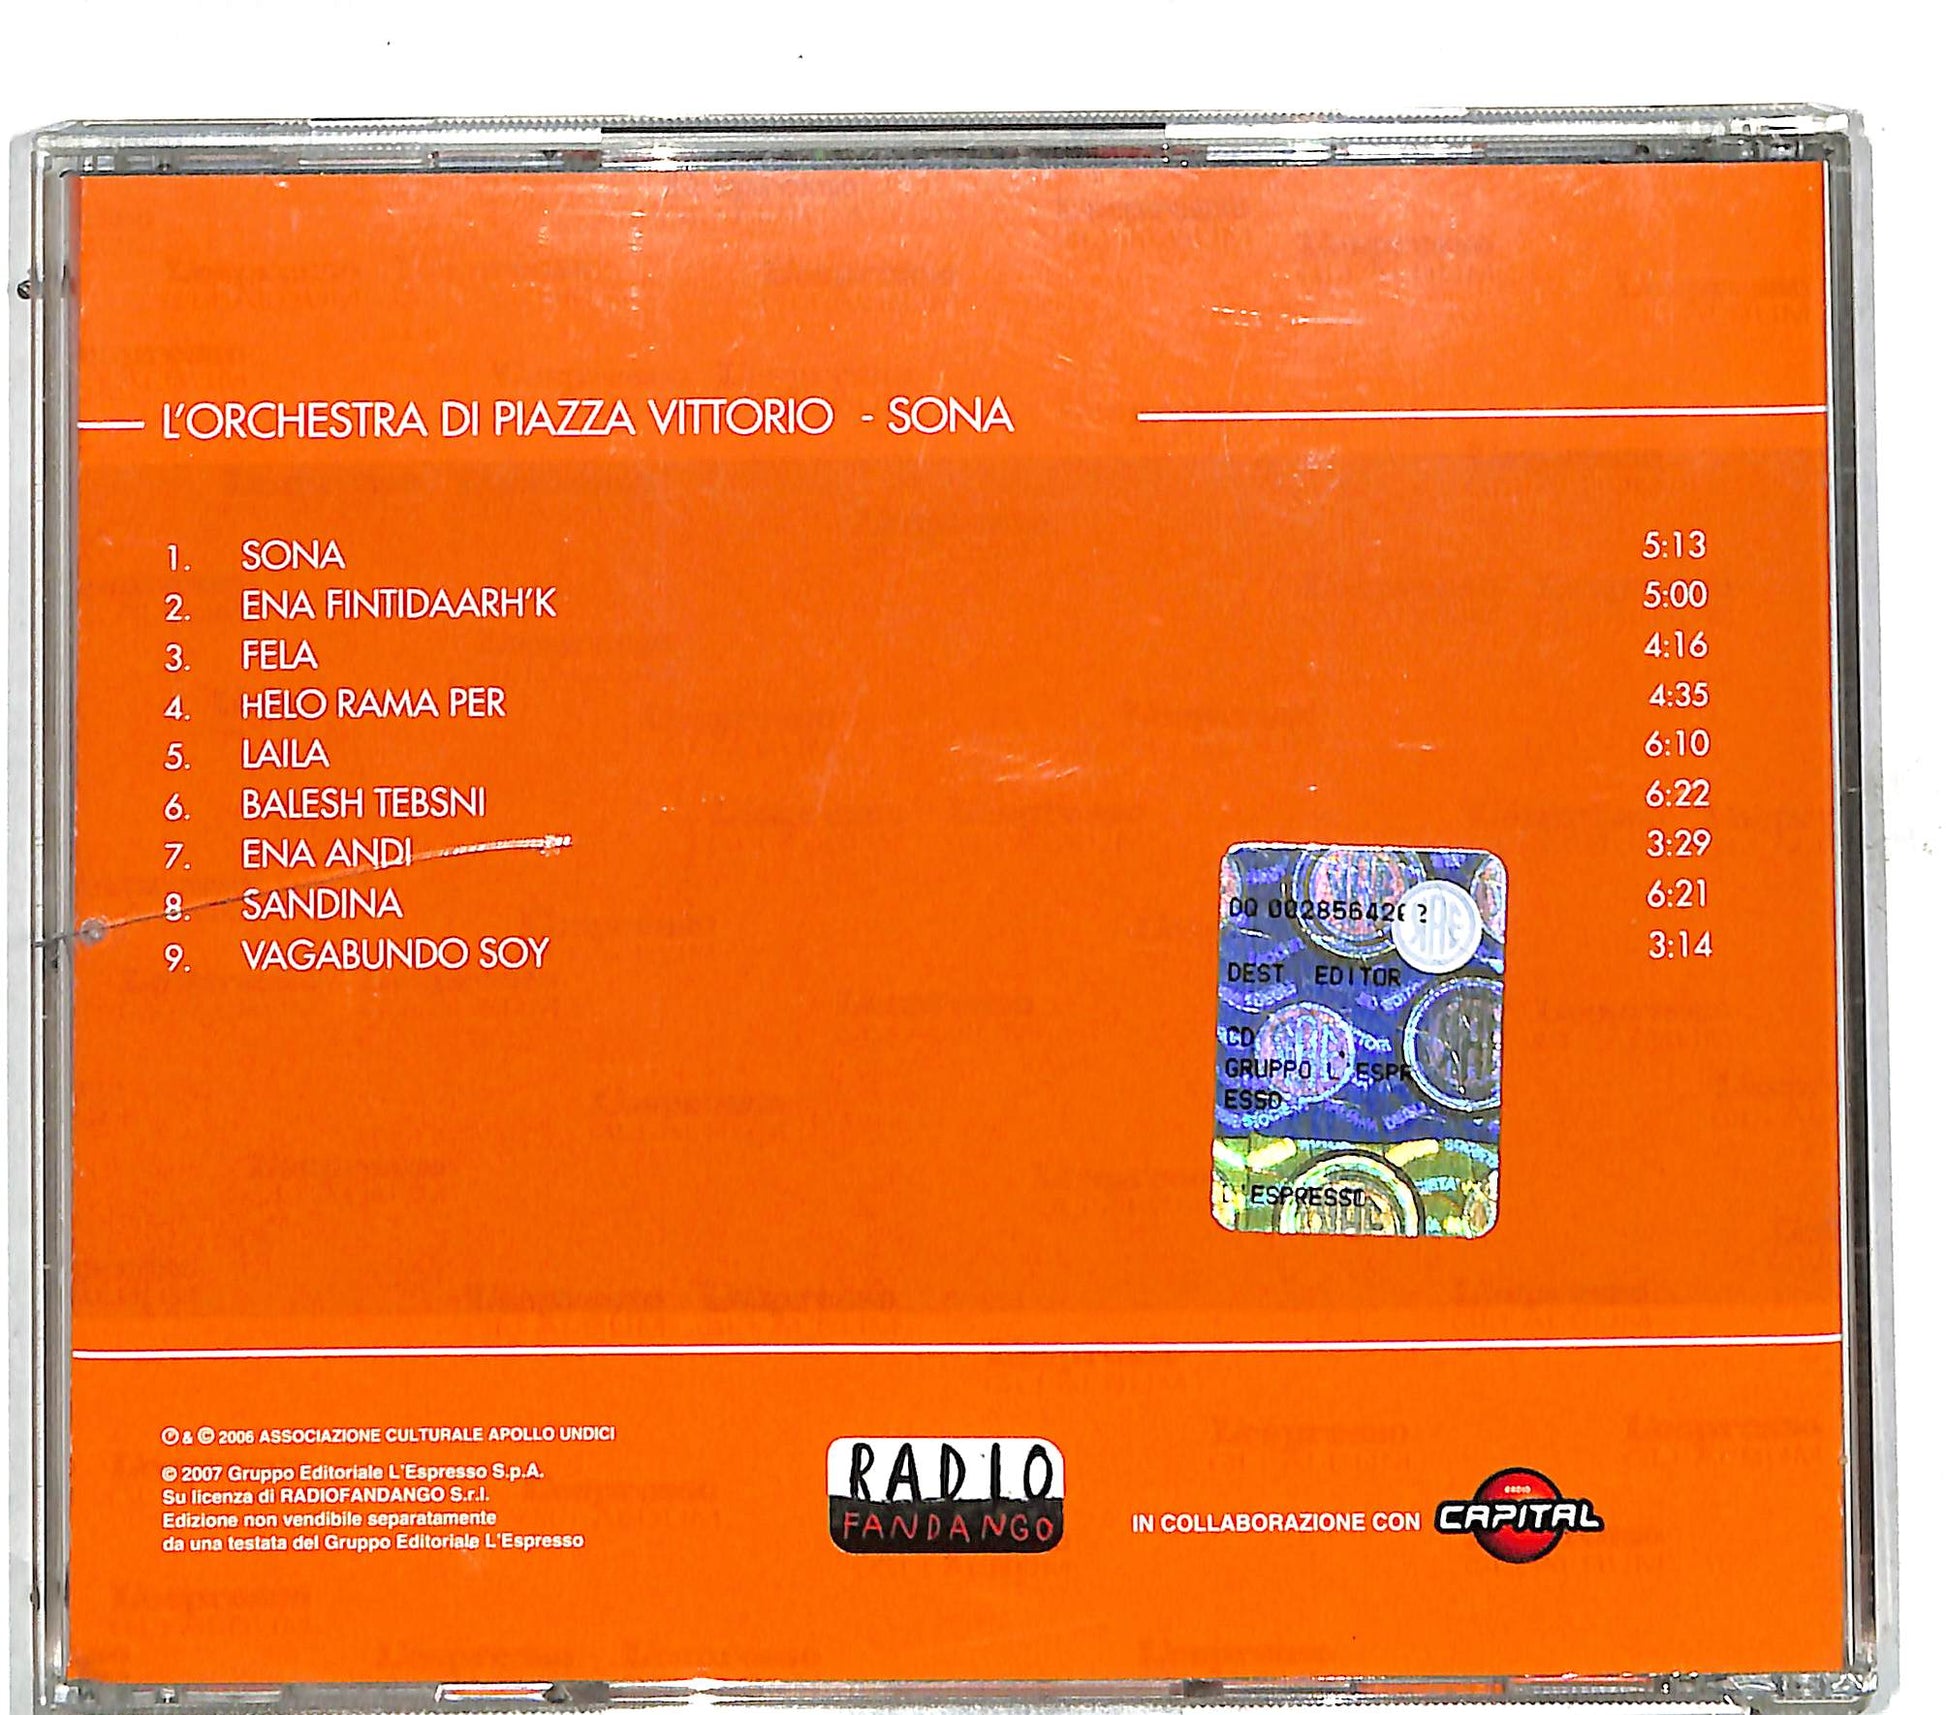 L'ORCHESTRA DI PIAZZA VITTORIO - SONA
1. SONA 5:13
2. ENA FINTIDAARH'K 5:00
3. FELA 4:16
4. HELO RAMA PER 4:35
5. LAILA 6:10
6. BALESH TEBSNI 6:22
7. ENA ANDI 3:29
8. SANDINA 6:21
9. VAGABUNDO SOY 3:14
DEST EDITOR
CD
GRUPPO L'ESPR
ESSO
L'ESPRESSO
℗ & © 2006 ASSOCIAZIONE CULTURALE APOLLO UNDICI
© 2007 Gruppo Editoriale L'Espresso S.p.A.
Su licenza di RADIOFANDANGO S.r.l.
Edizione non vendibile separatamente
da una testata del Gruppo Editoriale L'Espresso
RADIO
FANDANGO
IN COLLABORAZIONE CON
RADIO
CAPITAL